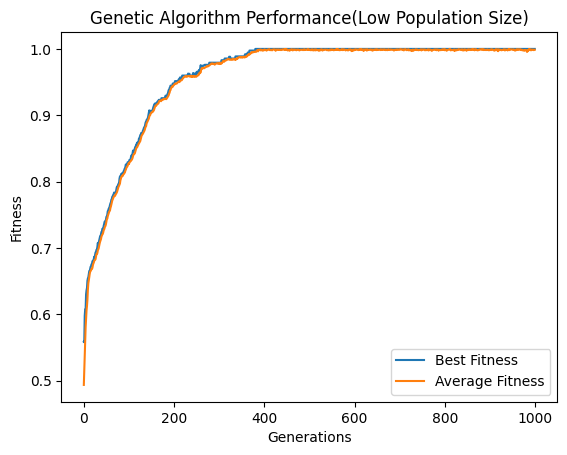 Genetic Algorithm Performance(Low Population Size)
1.0
0.9
0.8
0.7
0.6
0.5
Fitness
0
200
400
600
800
1000
Generations
Best Fitness
Average Fitness